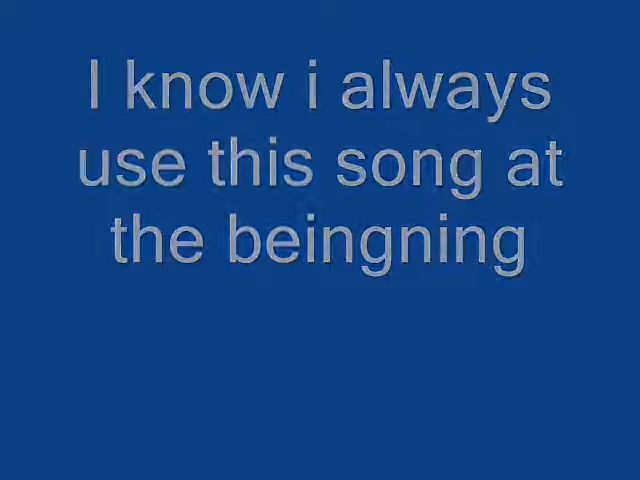 I know i always
use this song at
the beingning